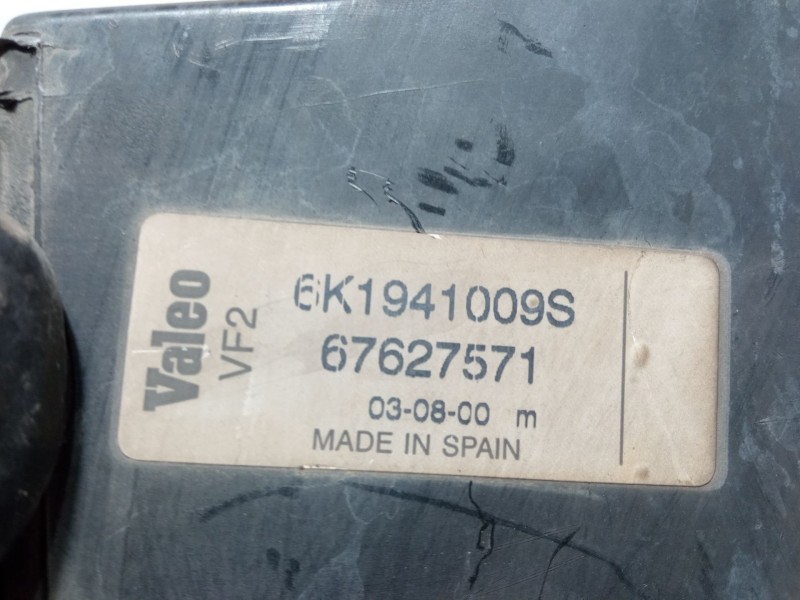 Valeo
VF2
6K1941009S
67627571
03-08-00 m
MADE IN SPAIN